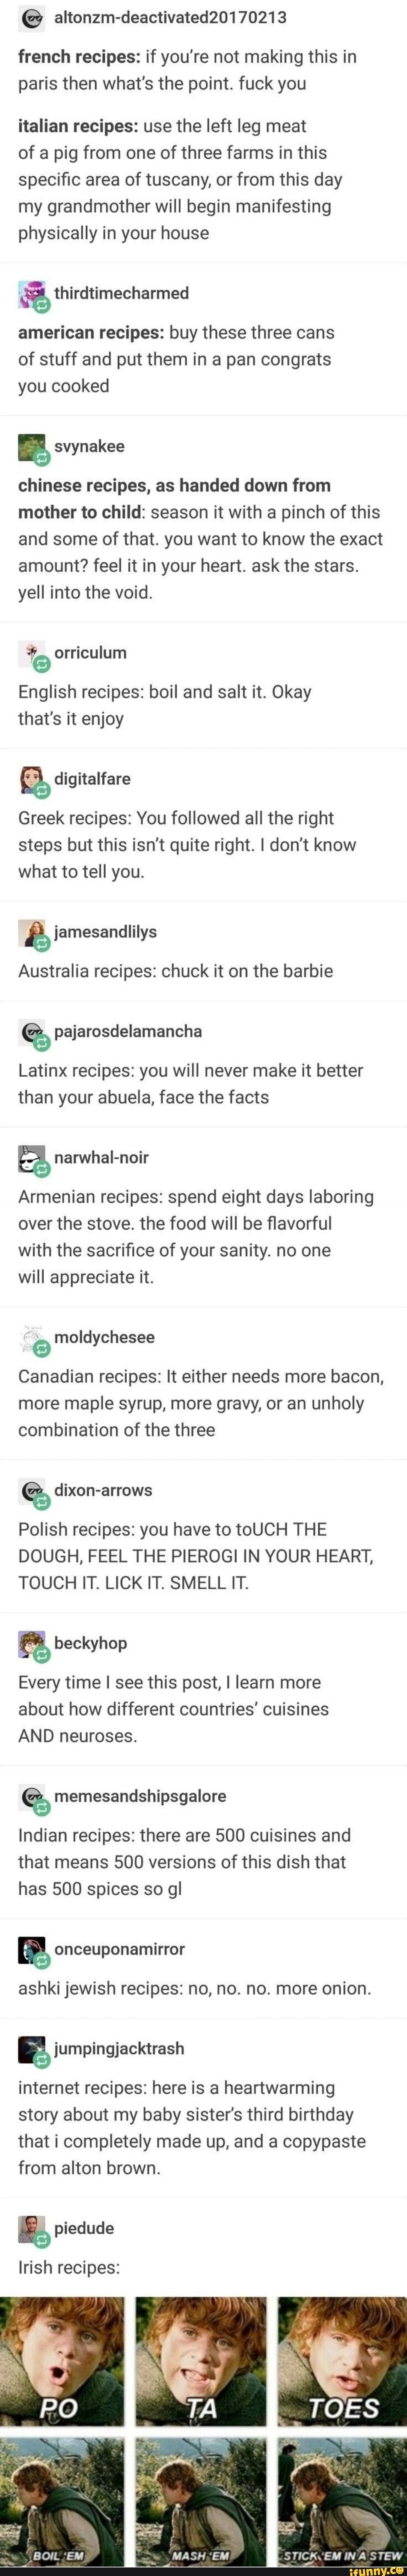 altonzm-deactivated20170213
french recipes: if you're not making this in
paris then what's the point. fuck you
italian recipes: use the left leg meat
of a pig from one of three farms in this
specific area of tuscany, or from this day
my grandmother will begin manifesting
physically in your house
thirdtimecharmed
american recipes: buy these three cans
of stuff and put them in a pan congrats
you cooked
svynakee
chinese recipes, as handed down from
mother to child: season it with a pinch of this
and some of that. you want to know the exact
amount? feel it in your heart. ask the stars.
yell into the void.
orriculum
English recipes: boil and salt it. Okay
that's it enjoy
digitalfare
Greek recipes: You followed all the right
steps but this isn't quite right. I don't know
what to tell you.
jamesandlilys
Australia recipes: chuck it on the barbie
pajarosdelamancha
Latinx recipes: you will never make it better
than your abuela, face the facts
narwhal-noir
Armenian recipes: spend eight days laboring
over the stove. the food will be flavorful
with the sacrifice of your sanity. no one
will appreciate it.
moldychesee
Canadian recipes: It either needs more bacon,
more maple syrup, more gravy, or an unholy
combination of the three
dixon-arrows
Polish recipes: you have to toUCH THE
DOUGH, FEEL THE PIEROGI IN YOUR HEART,
TOUCH IT. LICK IT. SMELL IT.
beckyhop
Every time I see this post, I learn more
about how different countries' cuisines
AND neuroses.
memesandshipsgalore
Indian recipes: there are 500 cuisines and
that means 500 versions of this dish that
has 500 spices so gl
onceuponamirror
ashki jewish recipes: no, no. no. more onion.
jumpingjacktrash
internet recipes: here is a heartwarming
story about my baby sister's third birthday
that i completely made up, and a copypaste
from alton brown.
piedude
Irish recipes:
PO
TA
TOES
BOIL 'EM
MASH 'EM
STICK 'EM IN A STEW
ifunny.co